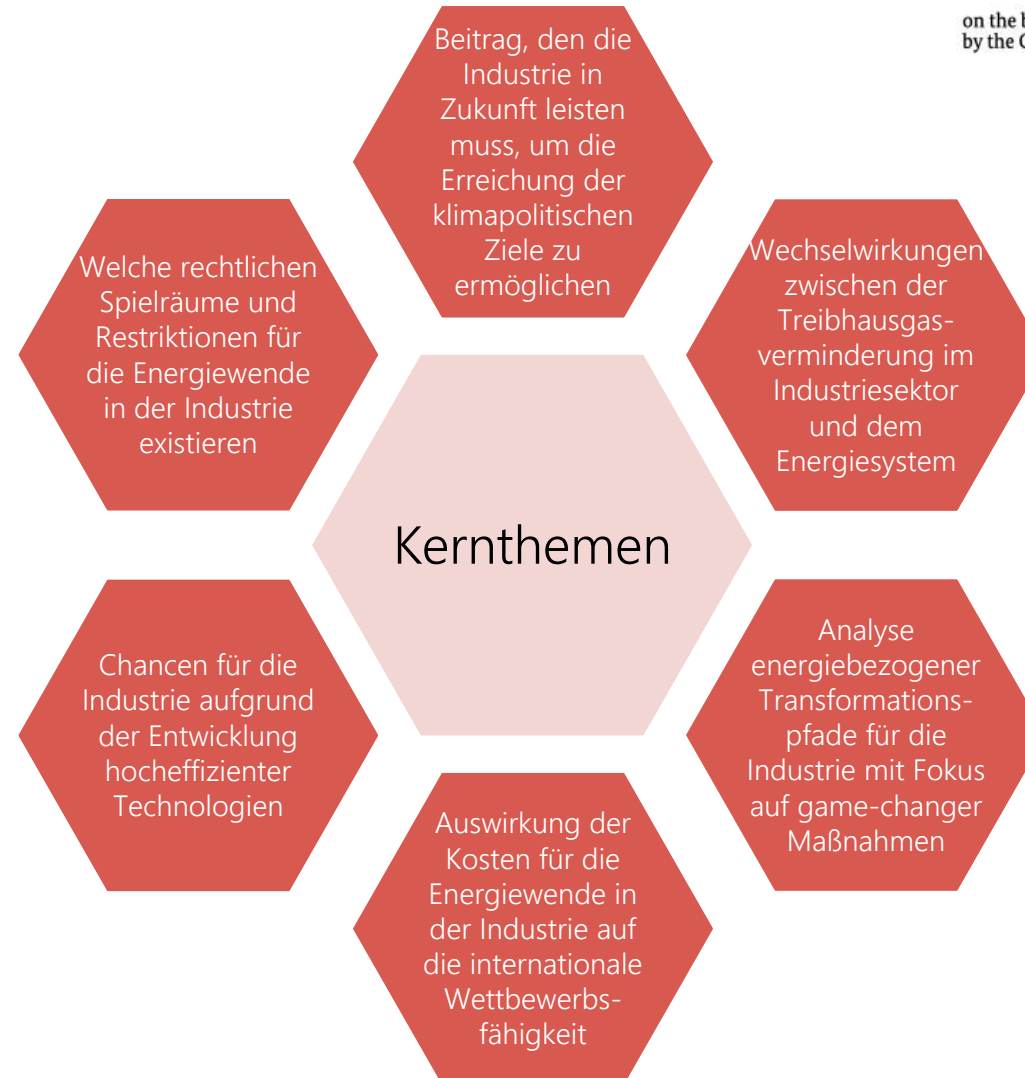 on the
by the
Beitrag, den die
Industrie in
Zukunft leisten
muss, um die
Erreichung der
klimapolitischen
Ziele zu
ermöglichen
Welche rechtlichen
Spielräume und
Restriktionen für
die Energiewende
in der Industrie
existieren
Wechselwirkungen
zwischen der
Treibhausgas-
verminderung im
Industriesektor
und dem
Energiesystem
Kernthemen
Chancen für die
Industrie aufgrund
der Entwicklung
hocheffizienter
Technologien
Analyse
energiebezogener
Transformations-
pfade für die
Industrie mit Fokus
auf game-changer
Maßnahmen
Auswirkung der
Kosten für die
Energiewende in
der Industrie auf
die internationale
Wettbewerbs-
fähigkeit